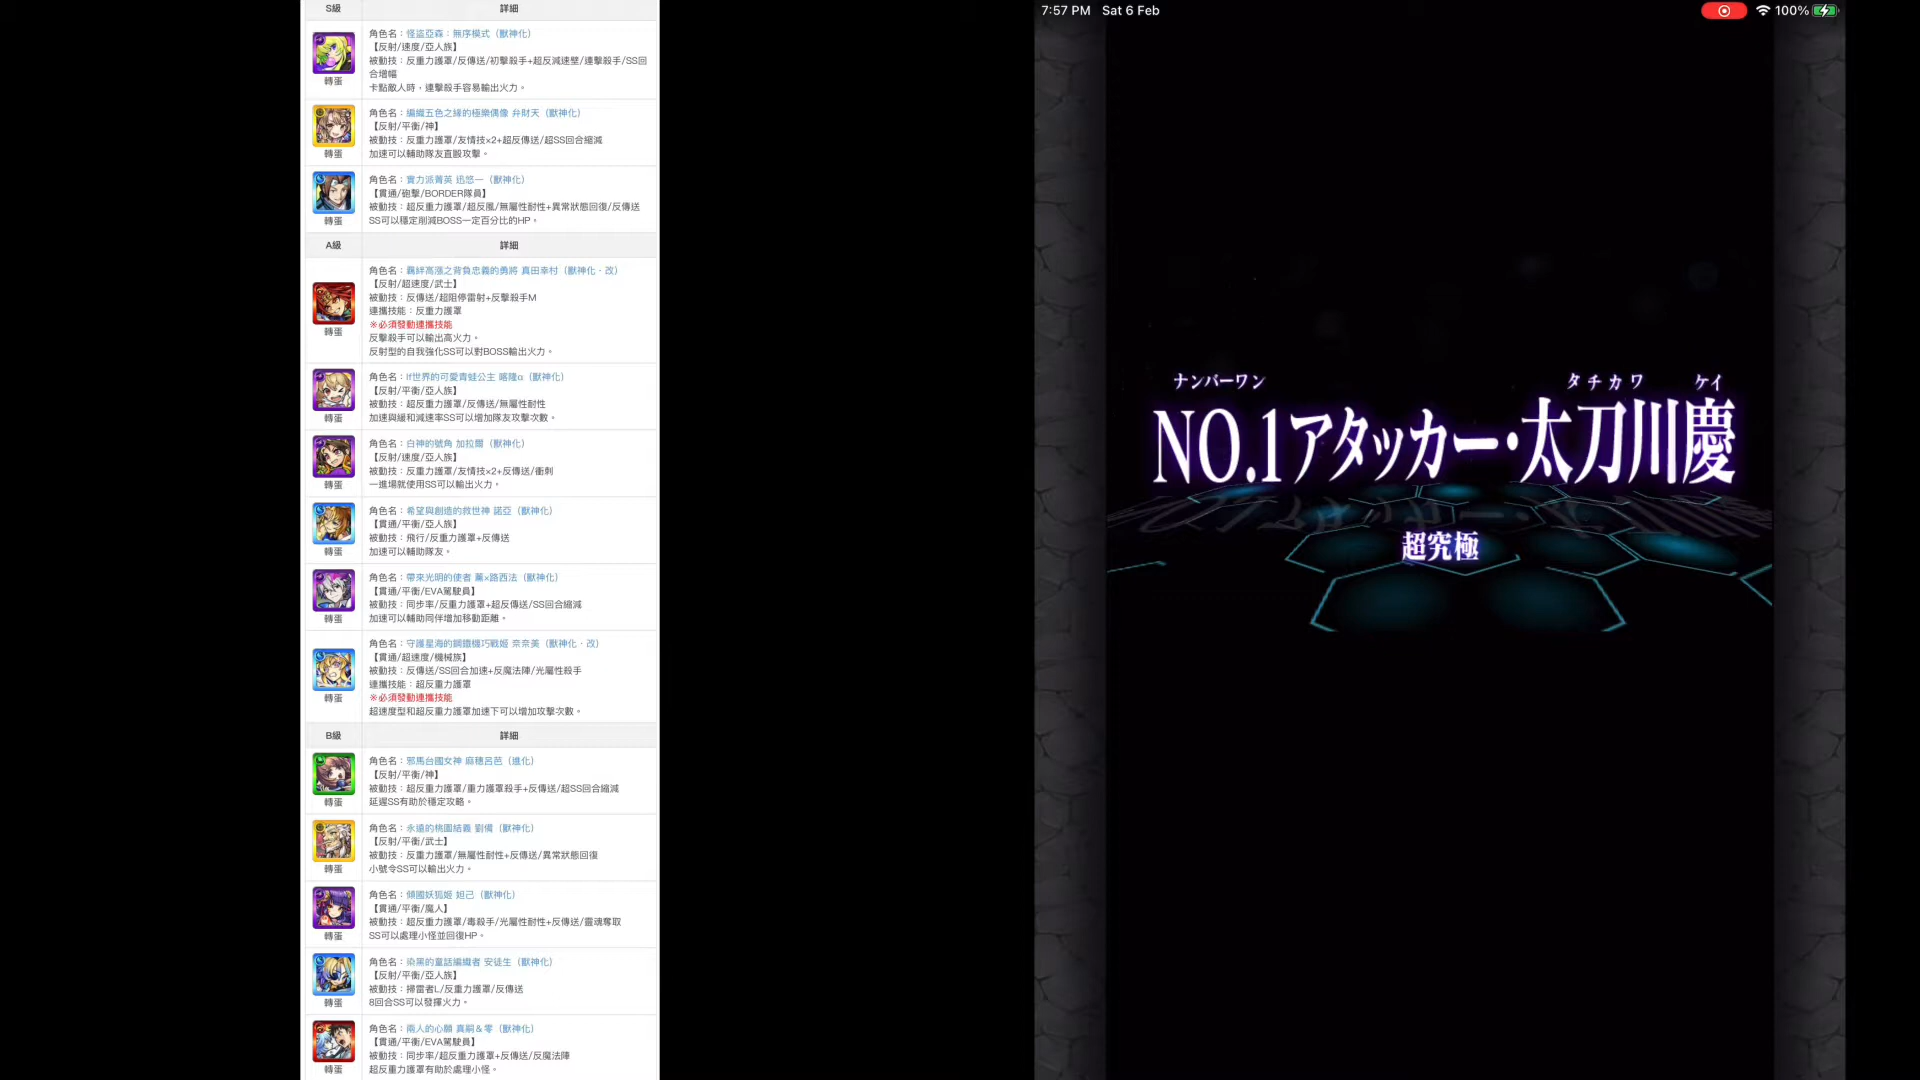 S級 詳細
角色名：怪盜亞森：無序模式（獸神化）
【反射/速度/亞人族】
被動技：反重力護罩/反傳送/初擊殺手+超反減速壁/連擊殺手/SS回
合增幅
卡點敵人時，連擊殺手容易輸出火力。
轉蛋
角色名：編織五色之緣的極樂偶像 弁財天（獸神化）
【反射/平衡/神】
被動技：反重力護罩/友情技×2+超反傳送/超SS回合縮減
加速可以輔助隊友直毆攻擊。
轉蛋
角色名：實力派菁英 迅悠一（獸神化）
【貫通/砲擊/BORDER隊員】
被動技：超反重力護罩/超反風/無屬性耐性+異常狀態回復/反傳送
SS可以穩定削減BOSS一定百分比的HP。
轉蛋
A級 詳細
角色名：羈絆高漲之背負忠義的勇將 真田幸村（獸神化・改）
【反射/超速度/武士】
被動技：反傳送/超阻停雷射+反擊殺手M
連攜技能：反重力護罩
※必須發動連攜技能
反擊殺手可以輸出高火力。
反射型的自我強化SS可以對BOSS輸出火力。
轉蛋
角色名：if世界的可愛青蛙公主 喀隆α（獸神化）
【反射/平衡/亞人族】
被動技：超反重力護罩/反傳送/無屬性耐性
加速與緩和減速率SS可以增加隊友攻擊次數。
轉蛋
角色名：白神的號角 加拉爾（獸神化）
【反射/速度/亞人族】
被動技：反重力護罩/友情技×2+反傳送/衝刺
一進場就使用SS可以輸出火力。
轉蛋
角色名：希望與創造的救世神 諾亞（獸神化）
【貫通/平衡/亞人族】
被動技：飛行/反重力護罩+反傳送
加速可以輔助隊友。
轉蛋
角色名：帶來光明的使者 薰×路西法（獸神化）
【貫通/平衡/EVA駕駛員】
被動技：同步率/反重力護罩+超反傳送/SS回合縮減
加速可以輔助同伴增加移動距離。
轉蛋
角色名：守護星海的鋼鐵機巧戰姬 奈奈美（獸神化・改）
【貫通/超速度/機械族】
被動技：反傳送/SS回合加速+反魔法陣/光屬性殺手
連攜技能：超反重力護罩
※必須發動連攜技能
超速度型和超反重力護罩加速下可以增加攻擊次數。
轉蛋
B級 詳細
角色名：邪馬台國女神 麻穗呂芭（進化）
【反射/平衡/神】
被動技：超反重力護罩/重力護罩殺手+反傳送/超SS回合縮減
延遲SS有助於穩定攻略。
轉蛋
角色名：永遠的桃園結義 劉備（獸神化）
【反射/平衡/武士】
被動技：反重力護罩/無屬性耐性+反傳送/異常狀態回復
小號令SS可以輸出火力。
轉蛋
角色名：傾國妖狐姬 妲己（獸神化）
【貫通/平衡/魔人】
被動技：超反重力護罩/毒殺手/光屬性耐性+反傳送/靈魂奪取
SS可以處理小怪並回復HP。
轉蛋
角色名：染黑的童話編織者 安徒生（獸神化）
【反射/平衡/亞人族】
被動技：掃雷者L/反重力護罩/反傳送
8回合SS可以發揮火力。
轉蛋
角色名：兩人的心願 真嗣＆零（獸神化）
【貫通/平衡/EVA駕駛員】
被動技：同步率/超反重力護罩+反傳送/反魔法陣
超反重力護罩有助於處理小怪。
轉蛋
7:57 PM Sat 6 Feb
100%
ナンバーワン タチカワ ケイ
NO.1アタッカー・太刀川慶
超究極